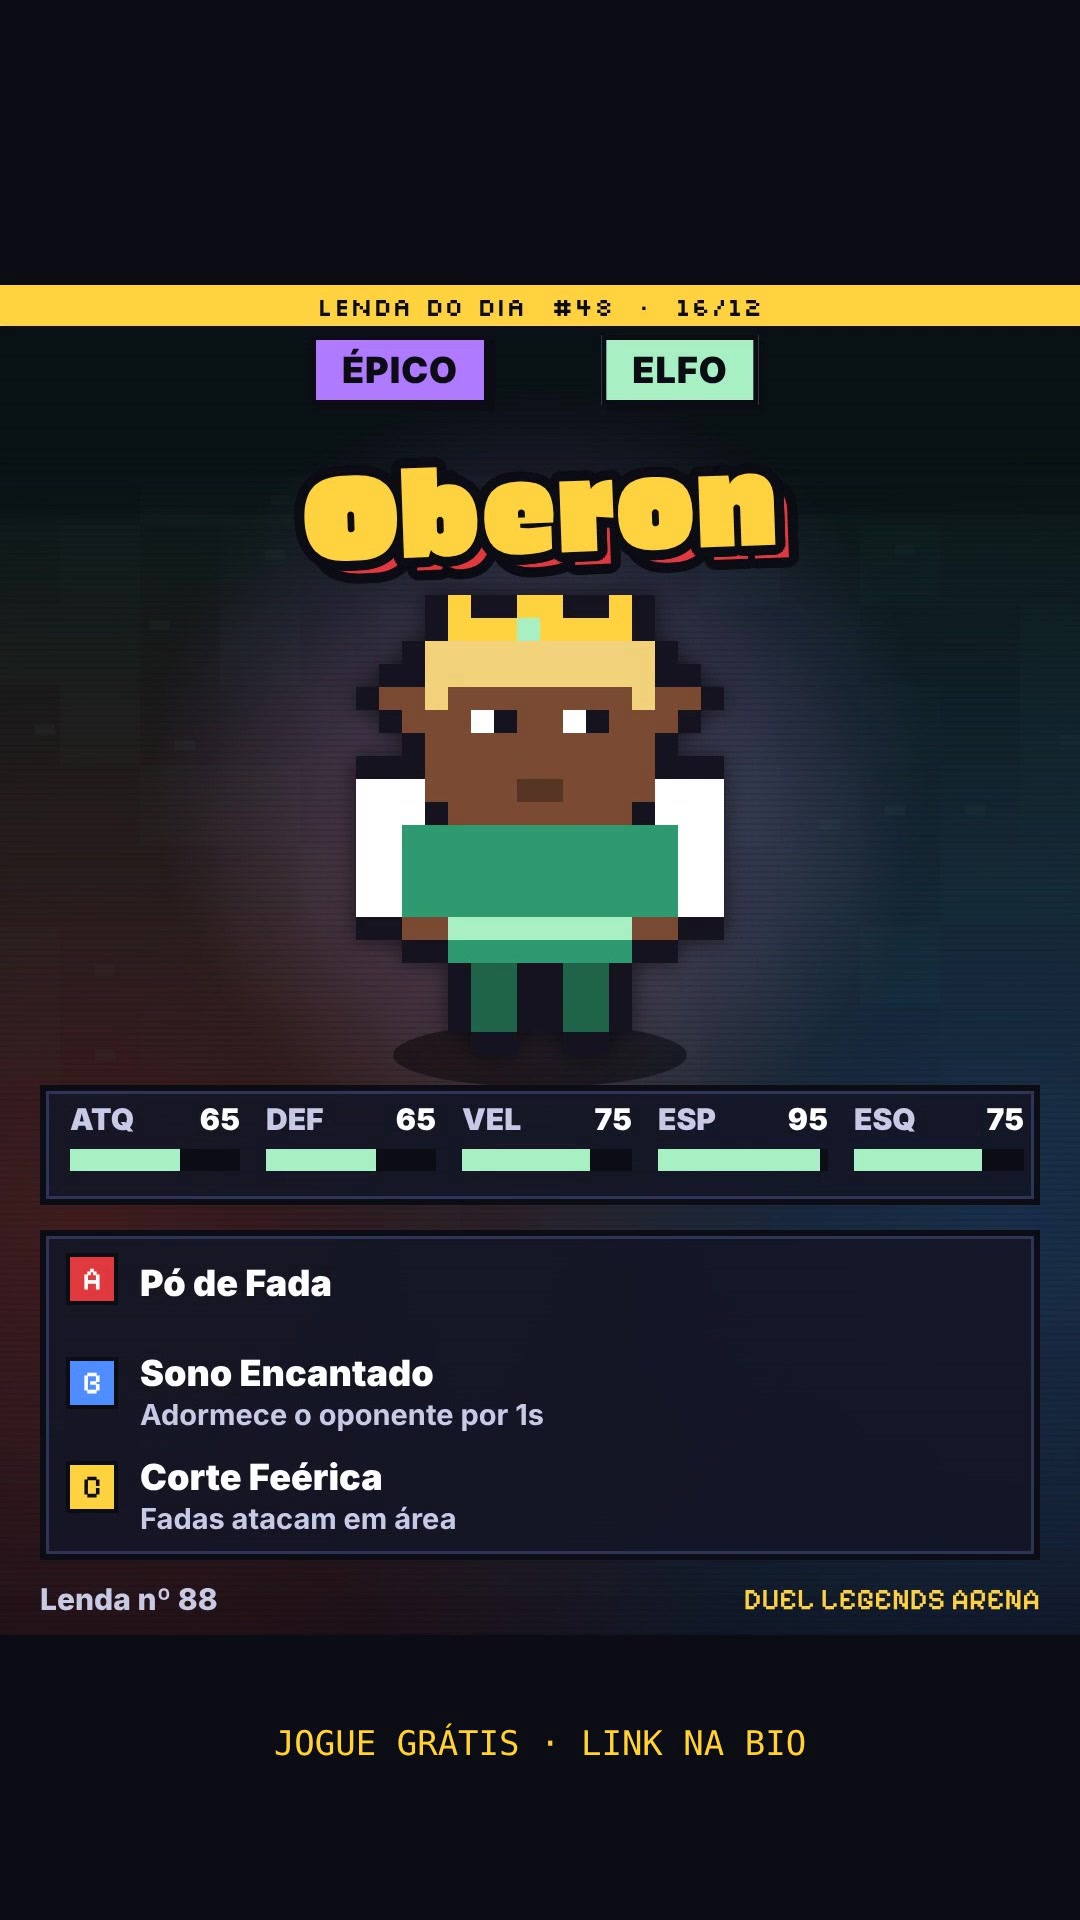 LENDA DO DIA #48 · 16/12
ÉPICO ELFO
Oberon
ATQ 65 DEF 65 VEL 75 ESP 95 ESQ 75
A Pó de Fada
B Sono Encantado
Adormece o oponente por 1s
C Corte Feérica
Fadas atacam em área
Lenda nº 88 DUEL LEGENDS ARENA
JOGUE GRÁTIS · LINK NA BIO